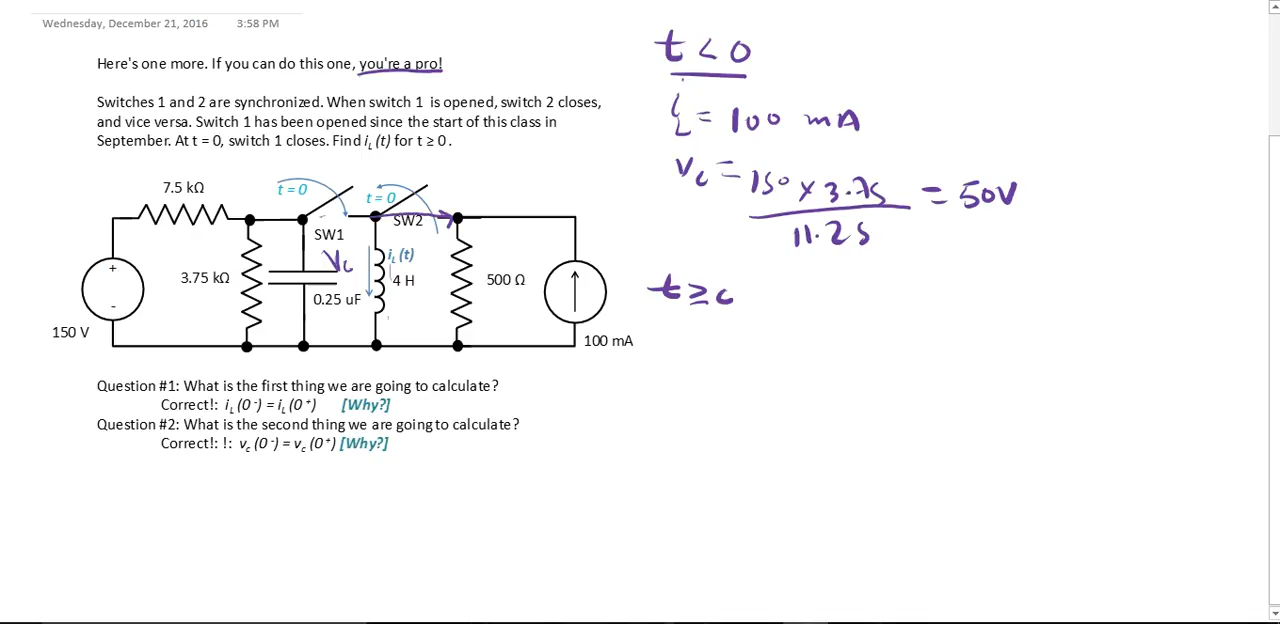 Wednesday, December 21, 2016 3:58 PM
Here's one more. If you can do this one, you're a pro!
Switches 1 and 2 are synchronized. When switch 1 is opened, switch 2 closes,
and vice versa. Switch 1 has been opened since the start of this class in
September. At t = 0, switch 1 closes. Find iL (t) for t ≥ 0 .
7.5 kΩ
t = 0
t = 0
SW1
SW2
3.75 kΩ
Vc
0.25 uF
iL (t)
4 H
500 Ω
150 V
+
-
100 mA
Question #1: What is the first thing we are going to calculate?
Correct!: iL (0-) = iL (0+) [Why?]
Question #2: What is the second thing we are going to calculate?
Correct!: !: vc (0-) = vc (0+) [Why?]
t < 0
iL = 100 mA
Vc = 150 x 3.75 / 11.25 = 50V
t ≥